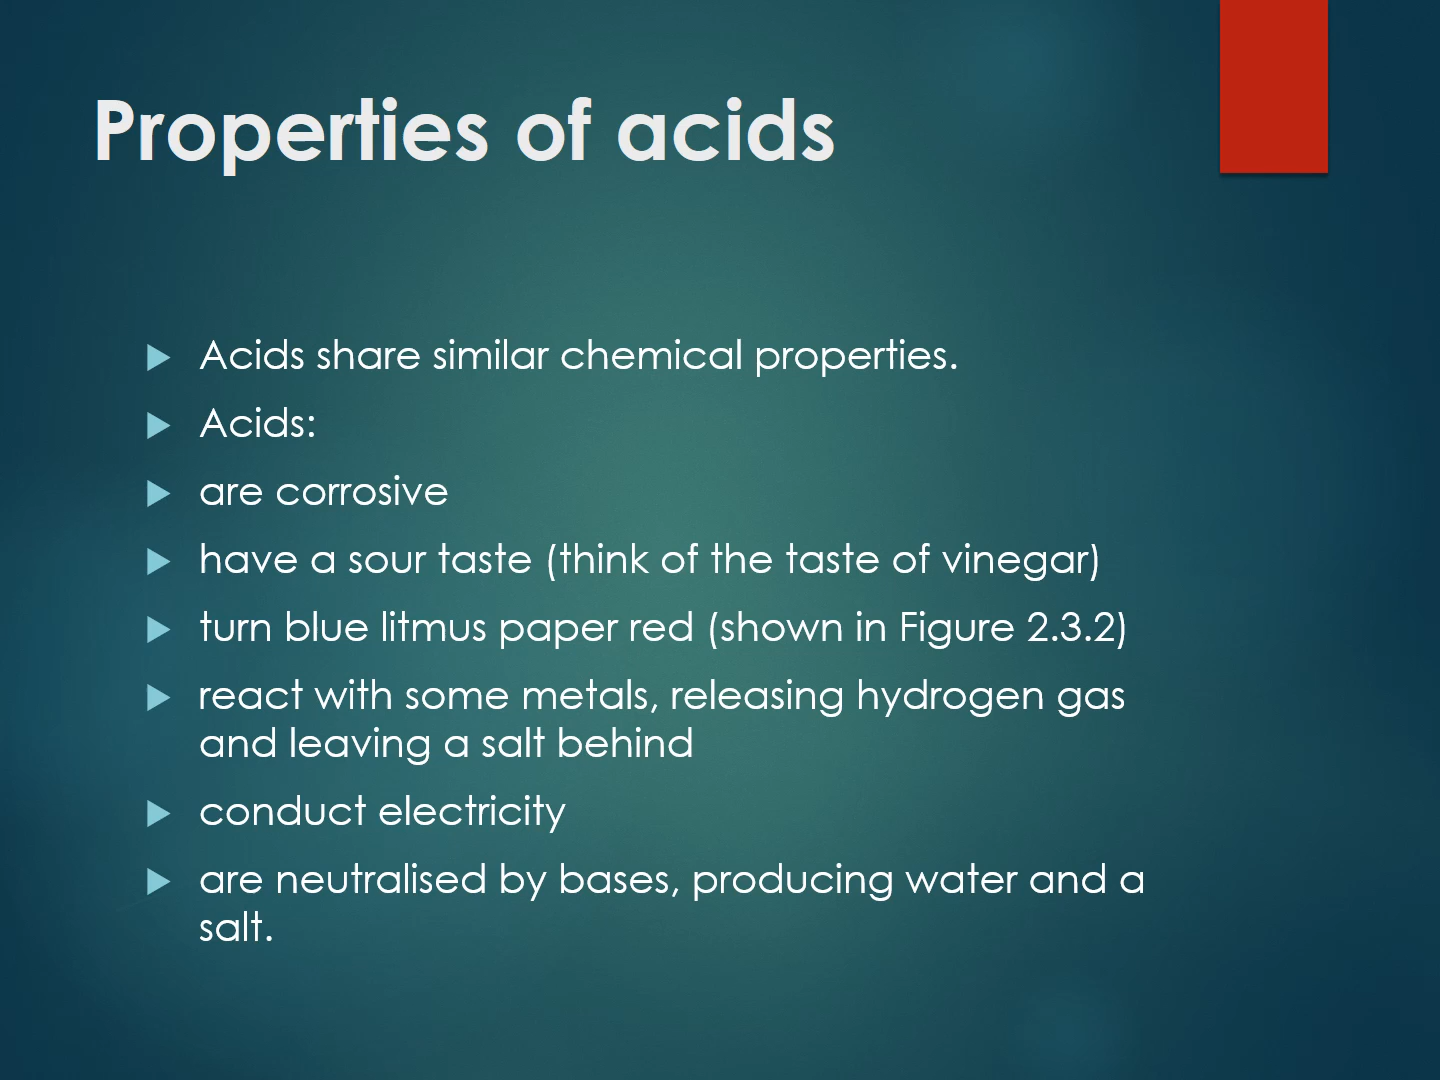 Properties of acids
Acids share similar chemical properties.
Acids:
are corrosive
have a sour taste (think of the taste of vinegar)
turn blue litmus paper red (shown in Figure 2.3.2)
react with some metals, releasing hydrogen gas
and leaving a salt behind
conduct electricity
are neutralised by bases, producing water and a
salt.